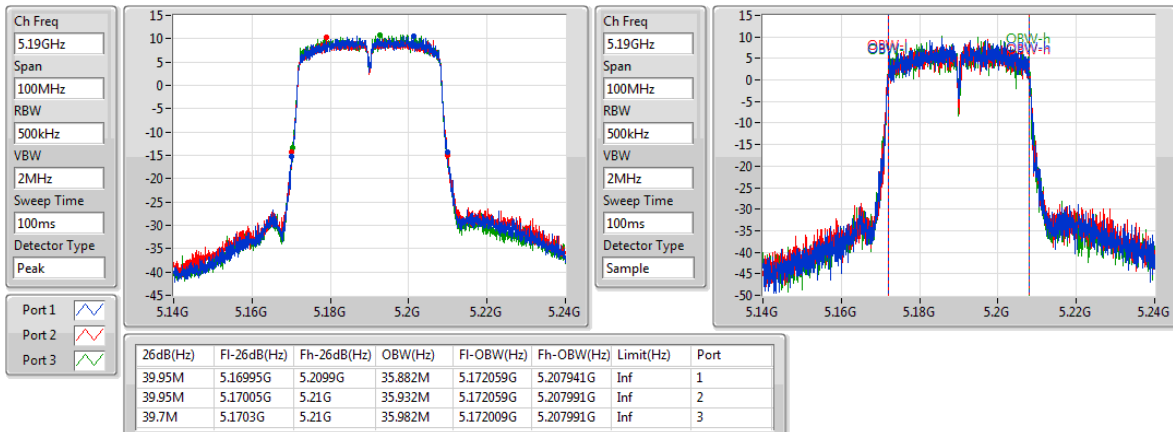 Ch Freq
5.19GHz
Span
100MHz
RBW
500kHz
VBW
2MHz
Sweep Time
100ms
Detector Type
Peak
Port 1
Port 2
Port 3
15
10
5
0
-5
-10
-15
-20
-25
-30
-35
-40
-45
5.14G 5.16G 5.18G 5.2G 5.22G 5.24G
Ch Freq
5.19GHz
Span
100MHz
RBW
500kHz
VBW
2MHz
Sweep Time
100ms
Detector Type
Sample
15
10
5
0
-5
-10
-15
-20
-25
-30
-35
-40
-45
-50
OBW-h
OBW-h
5.14G 5.16G 5.18G 5.2G 5.22G 5.24G
26dB(Hz) Fl-26dB(Hz) Fh-26dB(Hz) OBW(Hz) Fl-OBW(Hz) Fh-OBW(Hz) Limit(Hz) Port
39.95M 5.16995G 5.2099G 35.882M 5.172059G 5.207941G Inf 1
39.95M 5.17005G 5.21G 35.932M 5.172059G 5.207991G Inf 2
39.7M 5.1703G 5.21G 35.982M 5.172009G 5.207991G Inf 3